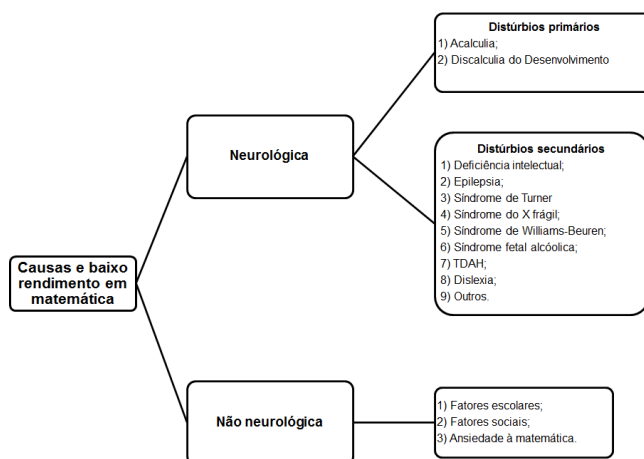 Distúrbios primários
1) Acalculia;
2) Discalculia do Desenvolvimento
Neurológica
Distúrbios secundários
1) Deficiência intelectual;
2) Epilepsia;
3) Síndrome de Turner
4) Síndrome do X frágil;
5) Síndrome de Williams-Beuren;
6) Síndrome fetal alcóolica;
7) TDAH;
8) Dislexia;
9) Outros.
Causas e baixo
rendimento em
matemática
Não neurológica
1) Fatores escolares;
2) Fatores sociais;
3) Ansiedade à matemática.